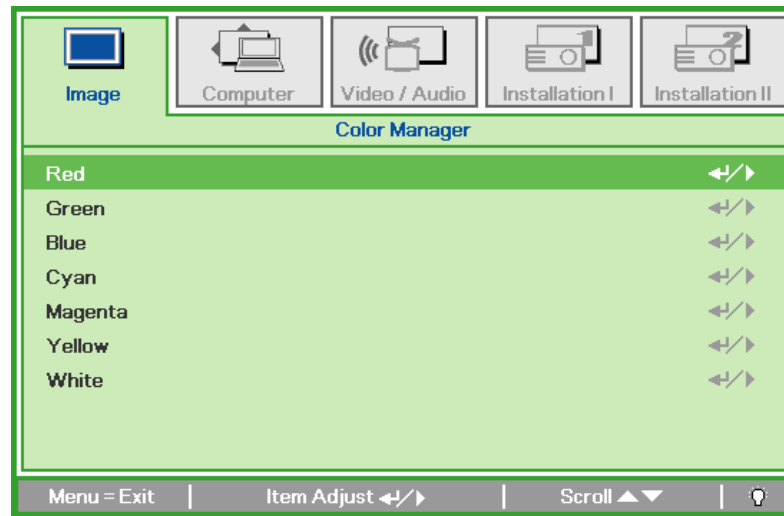 Image Computer Video / Audio Installation I Installation II
Color Manager
Red
Green
Blue
Cyan
Magenta
Yellow
White
Menu = Exit | Item Adjust ↵/▶ | Scroll ▲▼